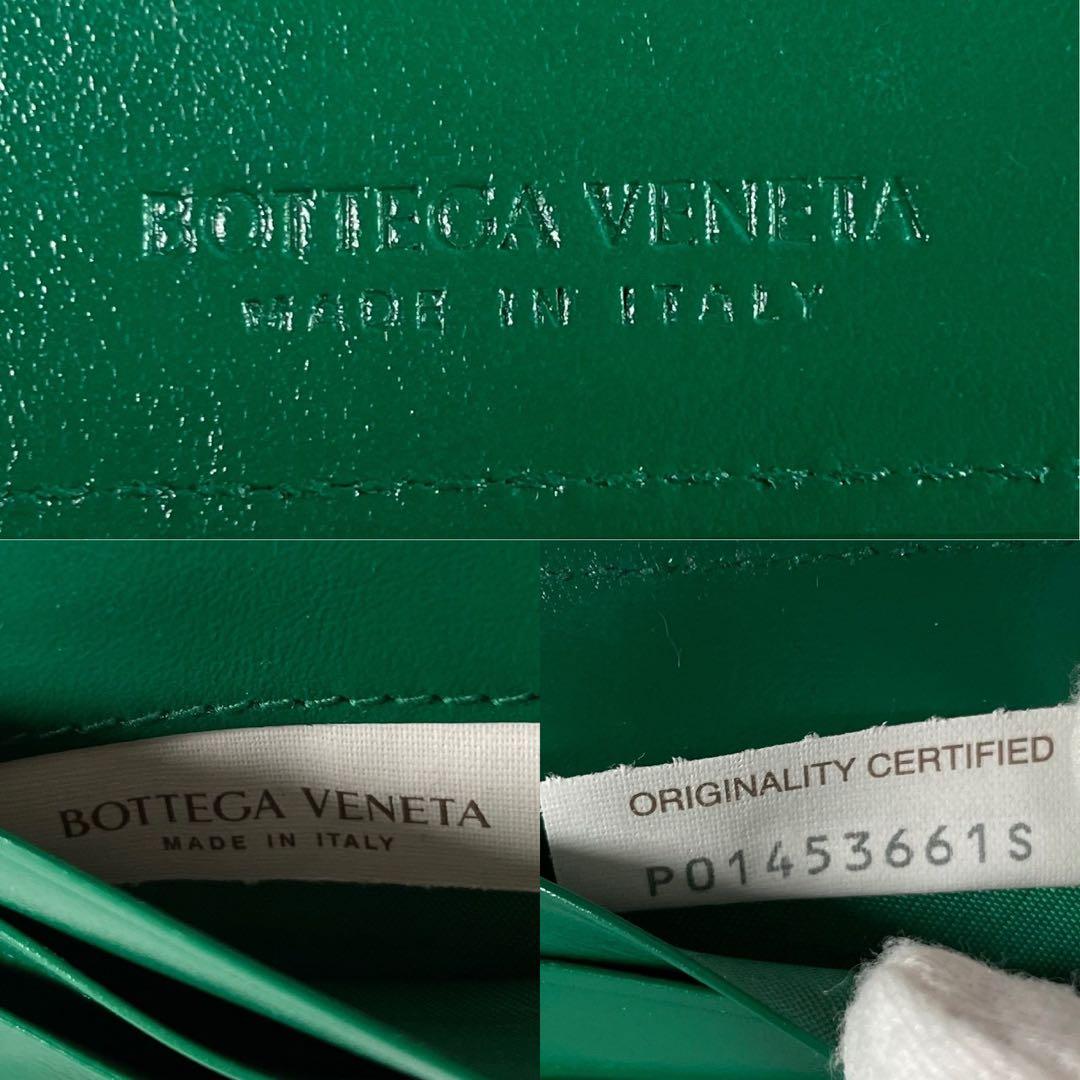 BOTTEGA VENETA
MADE IN ITALY
BOTTEGA VENETA
MADE IN ITALY
ORIGINALITY CERTIFIED
P01453661S